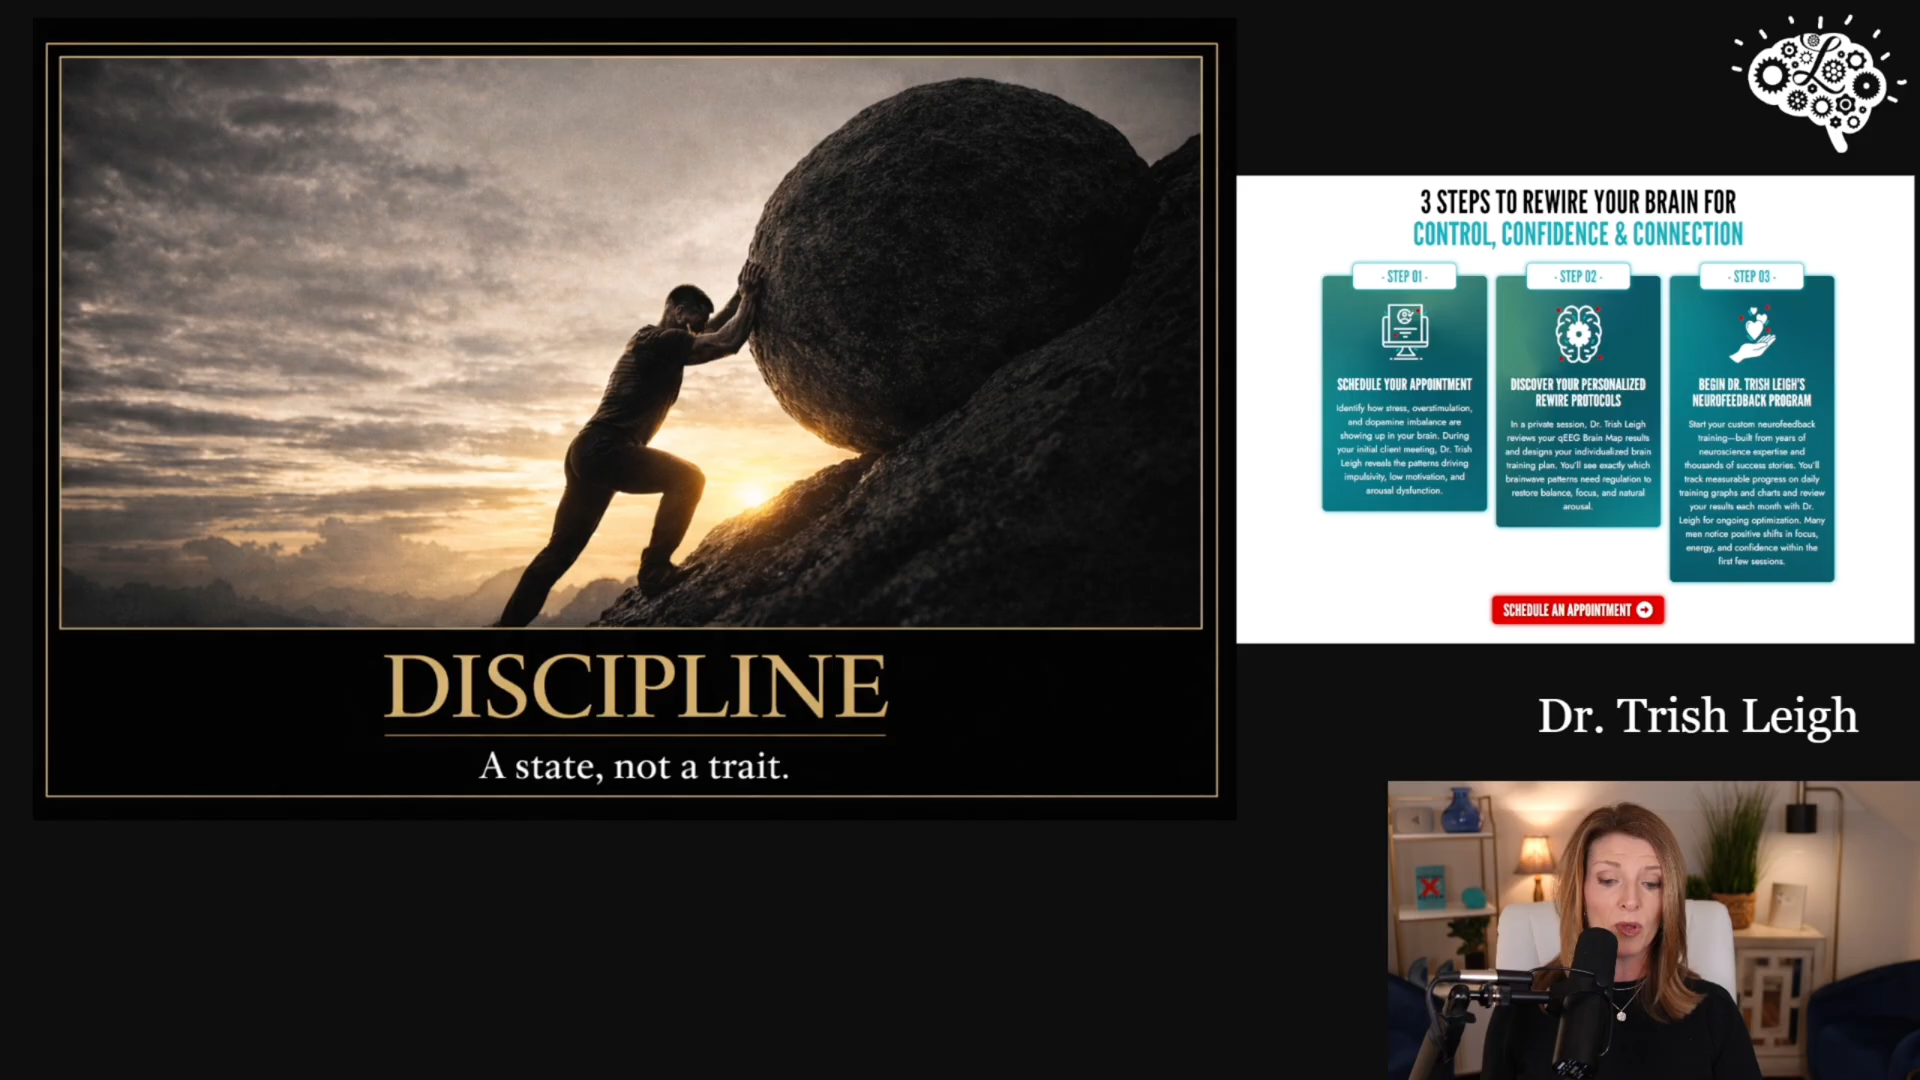 DISCIPLINE
A state, not a trait.
3 STEPS TO REWIRE YOUR BRAIN FOR
CONTROL, CONFIDENCE & CONNECTION
- STEP 01 -
SCHEDULE YOUR APPOINTMENT
Identify how stress, overstimulation,
and dopamine imbalance are
showing up in your brain. During
your initial client meeting, Dr. Trish
Leigh reveals the patterns driving
impulsivity, low motivation, and
arousal dysfunction.
- STEP 02 -
DISCOVER YOUR PERSONALIZED
REWIRE PROTOCOLS
In a private session, Dr. Trish Leigh
reviews your qEEG Brain Map results
and designs your individualized brain
training plan. You'll see exactly which
brainwave patterns need regulation to
restore balance, focus, and natural
arousal.
- STEP 03 -
BEGIN DR. TRISH LEIGH'S
NEUROFEEDBACK PROGRAM
Start your custom neurofeedback
training—built from years of
neuroscience expertise and
thousands of success stories. You'll
track measurable progress on daily
training graphs and charts and review
your results each month with Dr.
Leigh for ongoing optimization. Many
men notice positive shifts in focus,
energy, and confidence within the
first few sessions.
SCHEDULE AN APPOINTMENT
Dr. Trish Leigh